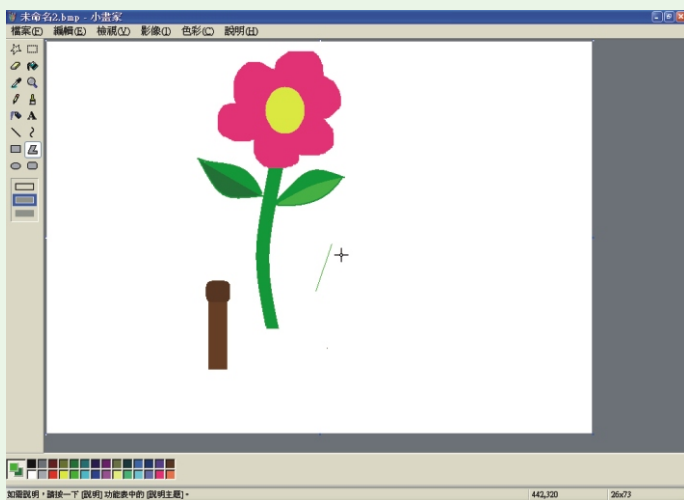 未命名2.bmp - 小畫家
檔案(F) 編輯(E) 檢視(V) 影像(I) 色彩(C) 說明(H)
A
如需說明，請按一下 [說明] 功能表中的 [說明主題]。 442,320 26x73